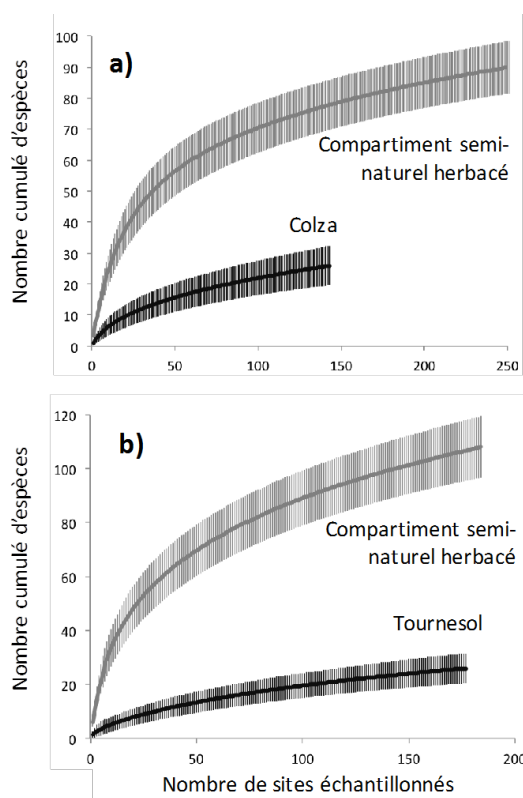 a)
Nombre cumulé d'espèces
100
90
80
70
60
50
40
30
20
10
0
Compartiment semi-
naturel herbacé
Colza
0 50 100 150 200 250
b)
Nombre cumulé d'espèces
120
100
80
60
40
20
0
Compartiment semi-
naturel herbacé
Tournesol
0 50 100 150 200
Nombre de sites échantillonnés